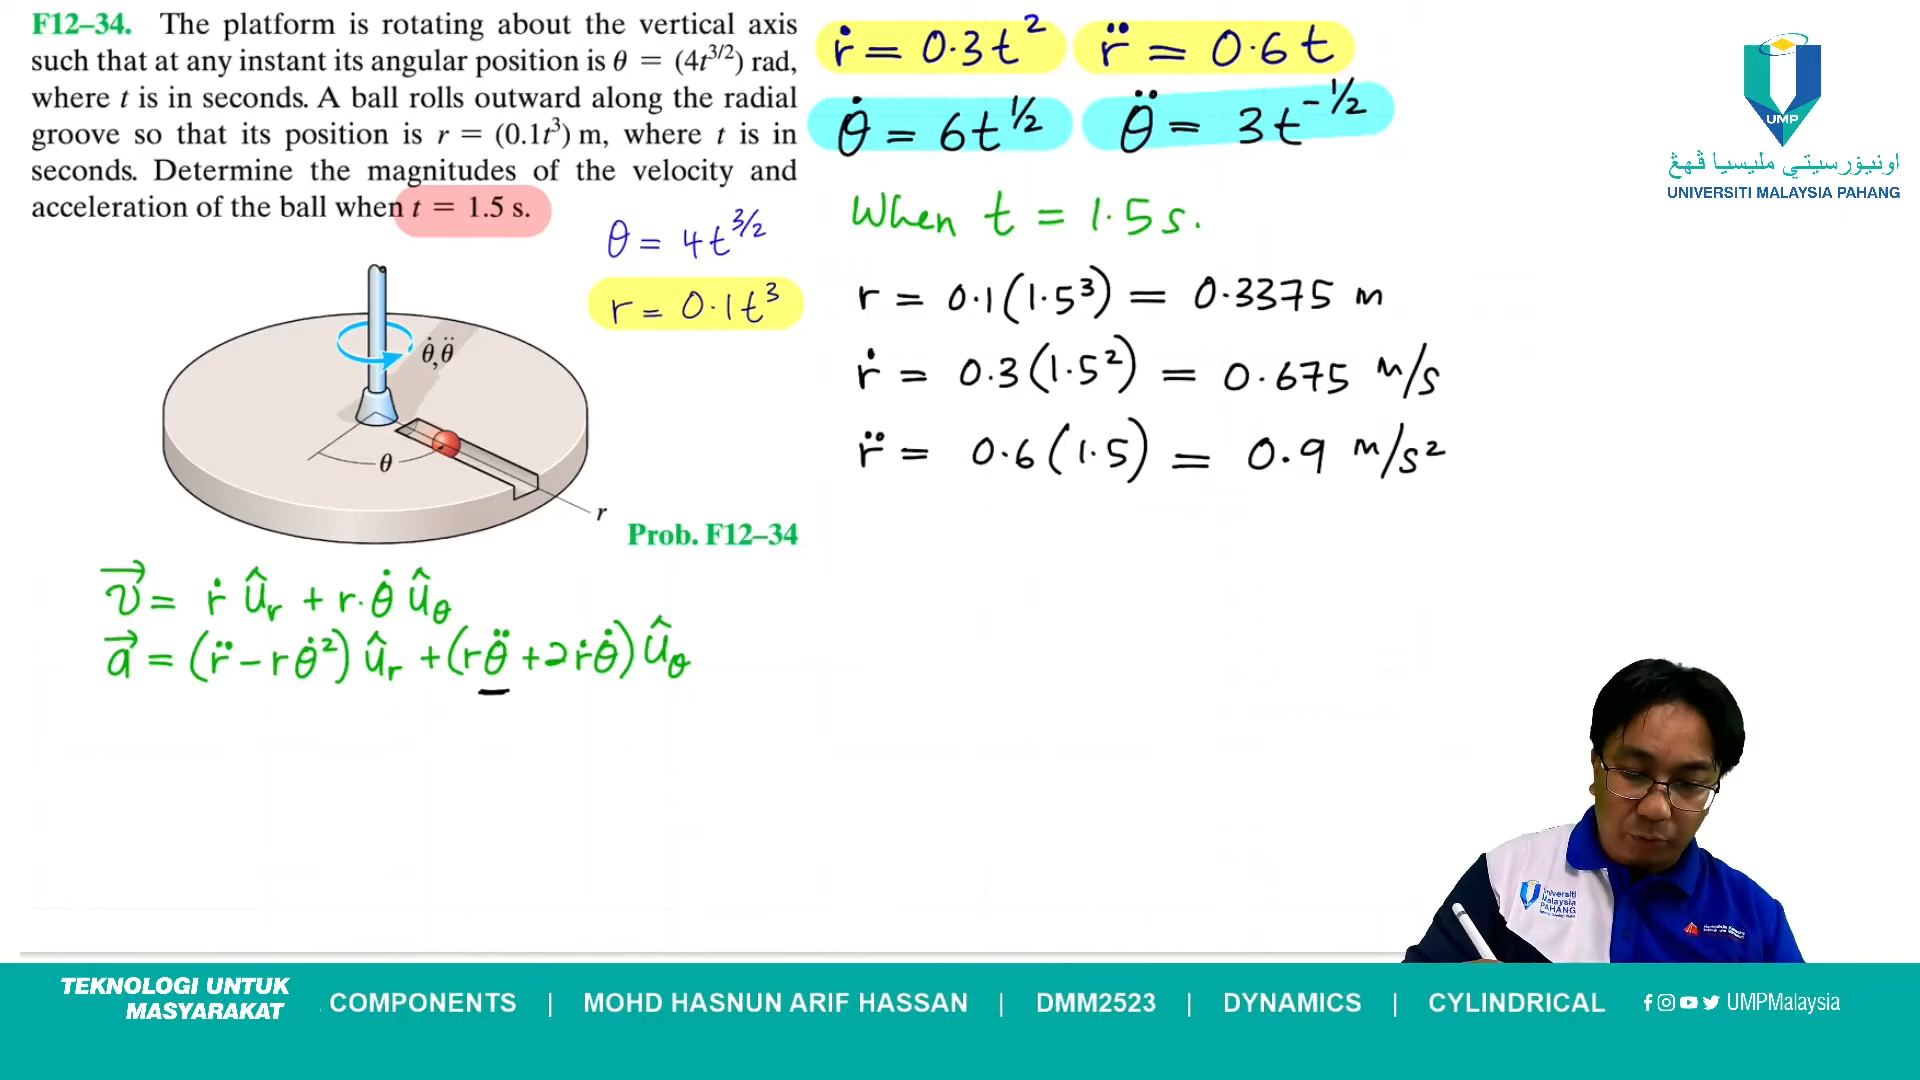 F12–34. The platform is rotating about the vertical axis
such that at any instant its angular position is θ = (4t^3/2) rad,
where t is in seconds. A ball rolls outward along the radial
groove so that its position is r = (0.1t³) m, where t is in
seconds. Determine the magnitudes of the velocity and
acceleration of the ball when t = 1.5 s.
θ = 4t^3/2
r = 0.1t³
θ̇, θ̈
θ
r
Prob. F12–34
v⃗ = ṙ û_r + r·θ̇ û_θ
a⃗ = (r̈ − rθ̇²) û_r + (rθ̈ + 2ṙθ̇) û_θ
ṙ = 0.3t² r̈ = 0.6t
θ̇ = 6t^1/2 θ̈ = 3t^−1/2
When t = 1.5 s.
r = 0.1(1.5³) = 0.3375 m
ṙ = 0.3(1.5²) = 0.675 m/s
r̈ = 0.6(1.5) = 0.9 m/s²
UMP
اونيۏرسيتي مليسيا ڤهڠ
UNIVERSITI MALAYSIA PAHANG
Universiti
Malaysia
PAHANG
TEKNOLOGI UNTUK
MASYARAKAT
COMPONENTS | MOHD HASNUN ARIF HASSAN | DMM2523 | DYNAMICS | CYLINDRICAL
UMPMalaysia